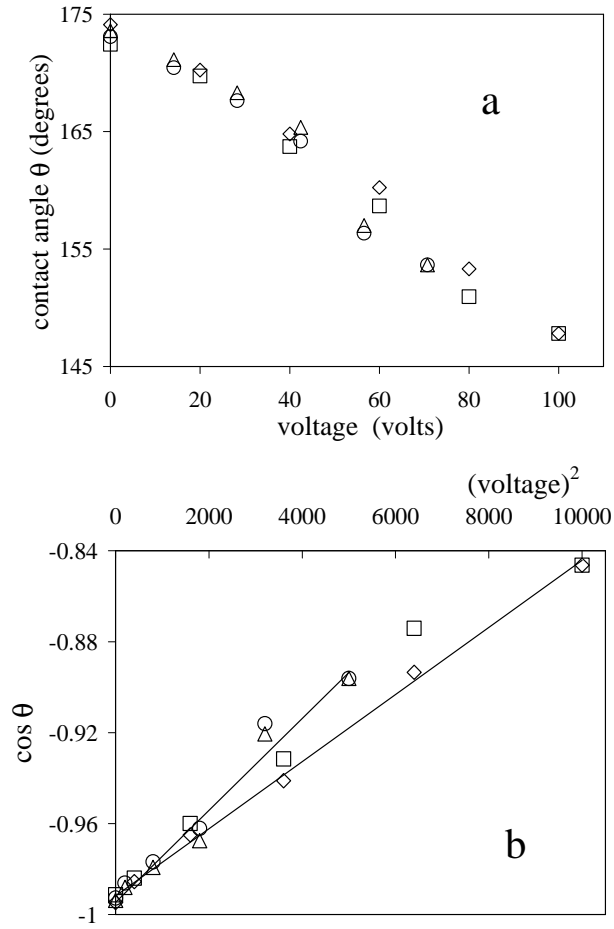 175
165
155
145
contact angle θ (degrees)
a
0 20 40 60 80 100
voltage (volts)
(voltage)²
0 2000 4000 6000 8000 10000
-0.84
-0.88
-0.92
-0.96
-1
cos θ
b